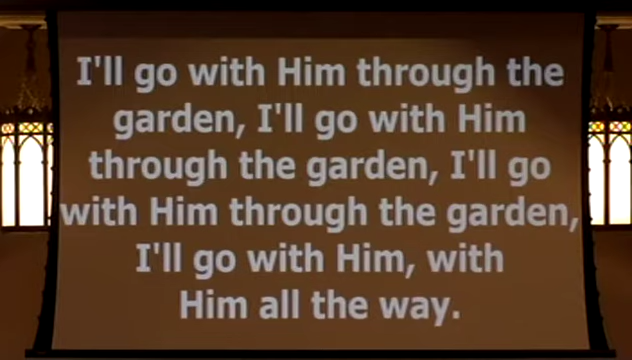 I'll go with Him through the
garden, I'll go with Him
through the garden, I'll go
with Him through the garden,
I'll go with Him, with
Him all the way.